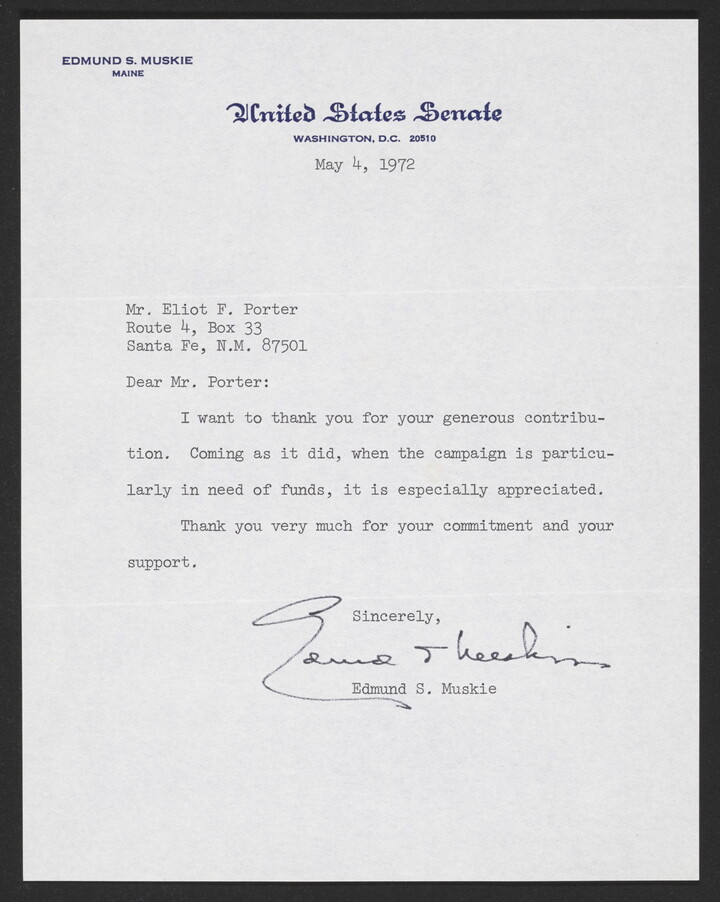 EDMUND S. MUSKIE
MAINE
United States Senate
WASHINGTON, D.C. 20510
May 4, 1972
Mr. Eliot F. Porter
Route 4, Box 33
Santa Fe, N.M. 87501
Dear Mr. Porter:
I want to thank you for your generous contribu-
tion. Coming as it did, when the campaign is particu-
larly in need of funds, it is especially appreciated.
Thank you very much for your commitment and your
support.
Sincerely,
Edmund S Muskie
Edmund S. Muskie